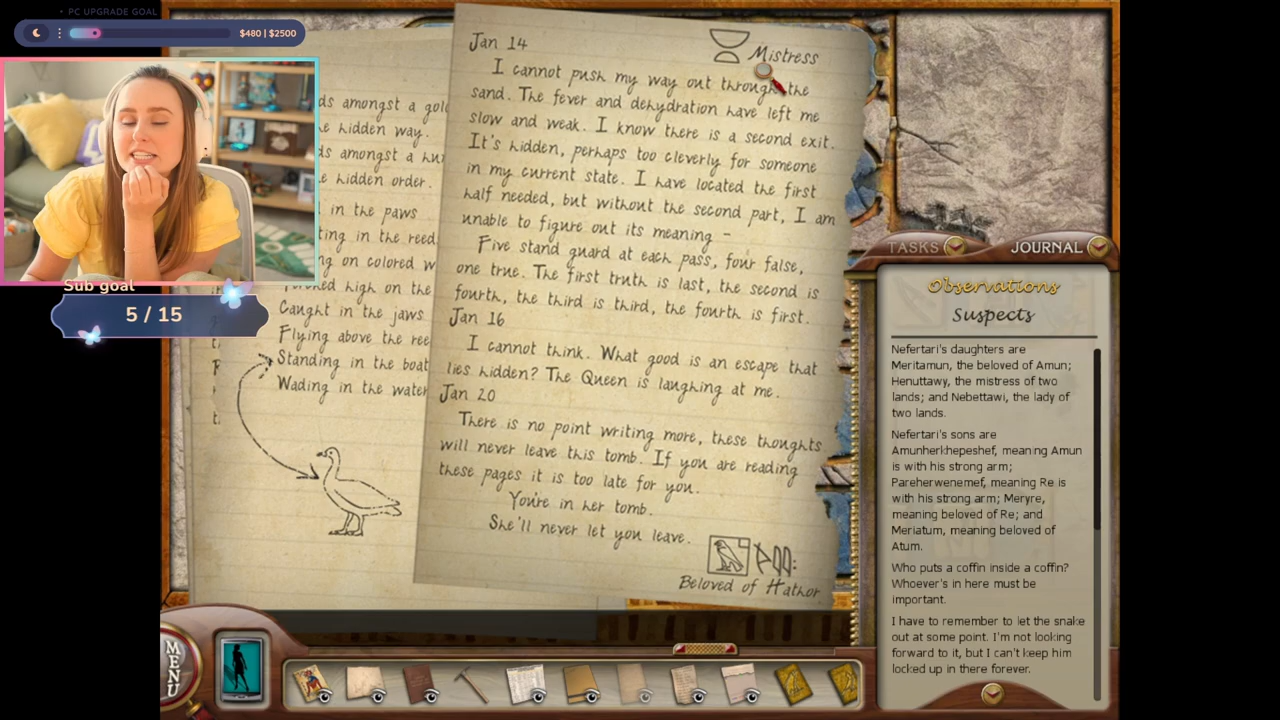 • PC UPGRADE GOAL
$480 | $2500
Sub goal
5 / 15
ds amongst a gol
e hidden way.
ds amongst a hu
e hidden order.
in the paws
ting in the reed
ng on colored w
high on the
Caught in the jaws
Flying above the ree
Standing in the boat
Wading in the water
Jan 14
Mistress
I cannot push my way out through the
sand. The fever and dehydration have left me
slow and weak. I know there is a second exit.
It's hidden, perhaps too cleverly for someone
in my current state. I have located the first
half needed, but without the second part, I am
unable to figure out its meaning -
Five stand guard at each pass, four false,
one true. The first truth is last, the second is
fourth, the third is third, the fourth is first.
Jan 16
I cannot think. What good is an escape that
lies hidden? The Queen is laughing at me.
Jan 20
There is no point writing more, these thoughts
will never leave this tomb. If you are reading
these pages it is too late for you.
You're in her tomb.
She'll never let you leave.
Beloved of Hathor
TASKS
JOURNAL
Observations
Suspects
Nefertari's daughters are
Meritamun, the beloved of Amun;
Henuttawy, the mistress of two
lands; and Nebettawi, the lady of
two lands.
Nefertari's sons are
Amunherkhepeshef, meaning Amun
is with his strong arm;
Pareherwenemef, meaning Re is
with his strong arm; Meryre,
meaning beloved of Re; and
Meriatum, meaning beloved of
Atum.
Who puts a coffin inside a coffin?
Whoever's in here must be
important.
I have to remember to let the snake
out at some point. I'm not looking
forward to it, but I can't keep him
locked up in there forever.
MENU